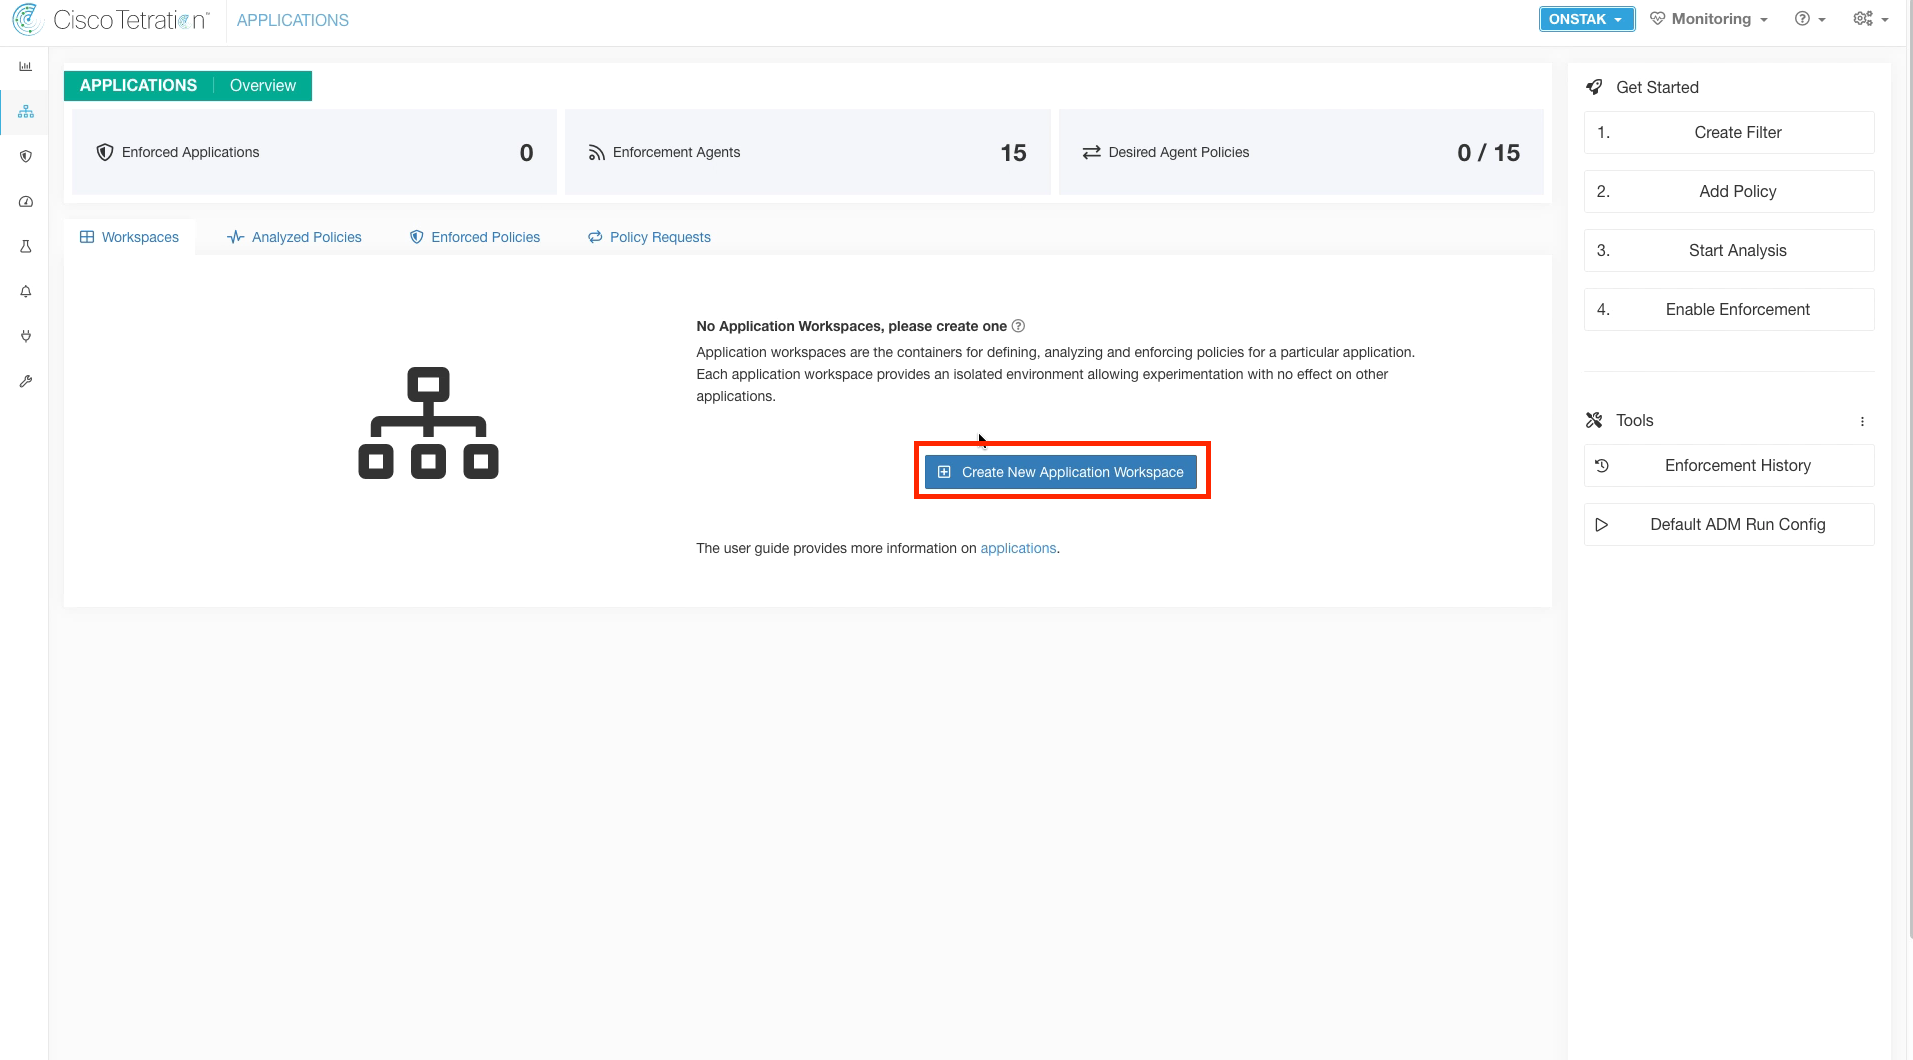 Cisco Tetration™
APPLICATIONS
ONSTAK
Monitoring
APPLICATIONS Overview
Enforced Applications 0
Enforcement Agents 15
Desired Agent Policies 0 / 15
Workspaces
Analyzed Policies
Enforced Policies
Policy Requests
No Application Workspaces, please create one
Application workspaces are the containers for defining, analyzing and enforcing policies for a particular application.
Each application workspace provides an isolated environment allowing experimentation with no effect on other
applications.
Create New Application Workspace
The user guide provides more information on applications.
Get Started
1. Create Filter
2. Add Policy
3. Start Analysis
4. Enable Enforcement
Tools
Enforcement History
Default ADM Run Config